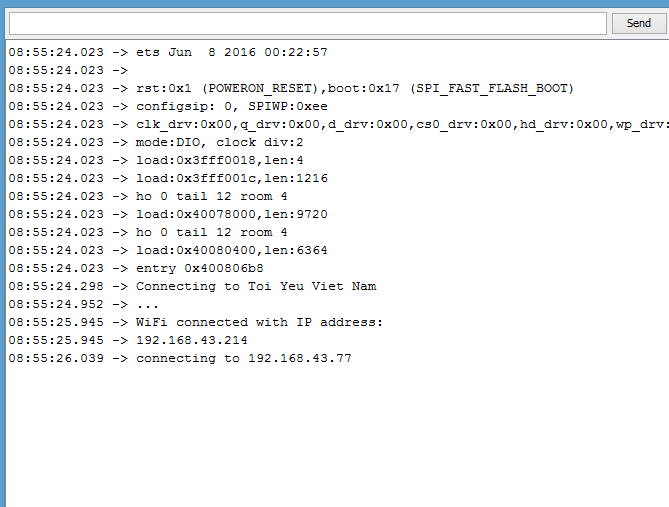 Send
08:55:24.023 -> ets Jun  8 2016 00:22:57
08:55:24.023 ->
08:55:24.023 -> rst:0x1 (POWERON_RESET),boot:0x17 (SPI_FAST_FLASH_BOOT)
08:55:24.023 -> configsip: 0, SPIWP:0xee
08:55:24.023 -> clk_drv:0x00,q_drv:0x00,d_drv:0x00,cs0_drv:0x00,hd_drv:0x00,wp_drv:
08:55:24.023 -> mode:DIO, clock div:2
08:55:24.023 -> load:0x3fff0018,len:4
08:55:24.023 -> load:0x3fff001c,len:1216
08:55:24.023 -> ho 0 tail 12 room 4
08:55:24.023 -> load:0x40078000,len:9720
08:55:24.023 -> ho 0 tail 12 room 4
08:55:24.023 -> load:0x40080400,len:6364
08:55:24.023 -> entry 0x400806b8
08:55:24.298 -> Connecting to Toi Yeu Viet Nam
08:55:24.952 -> ...
08:55:25.945 -> WiFi connected with IP address:
08:55:25.945 -> 192.168.43.214
08:55:26.039 -> connecting to 192.168.43.77